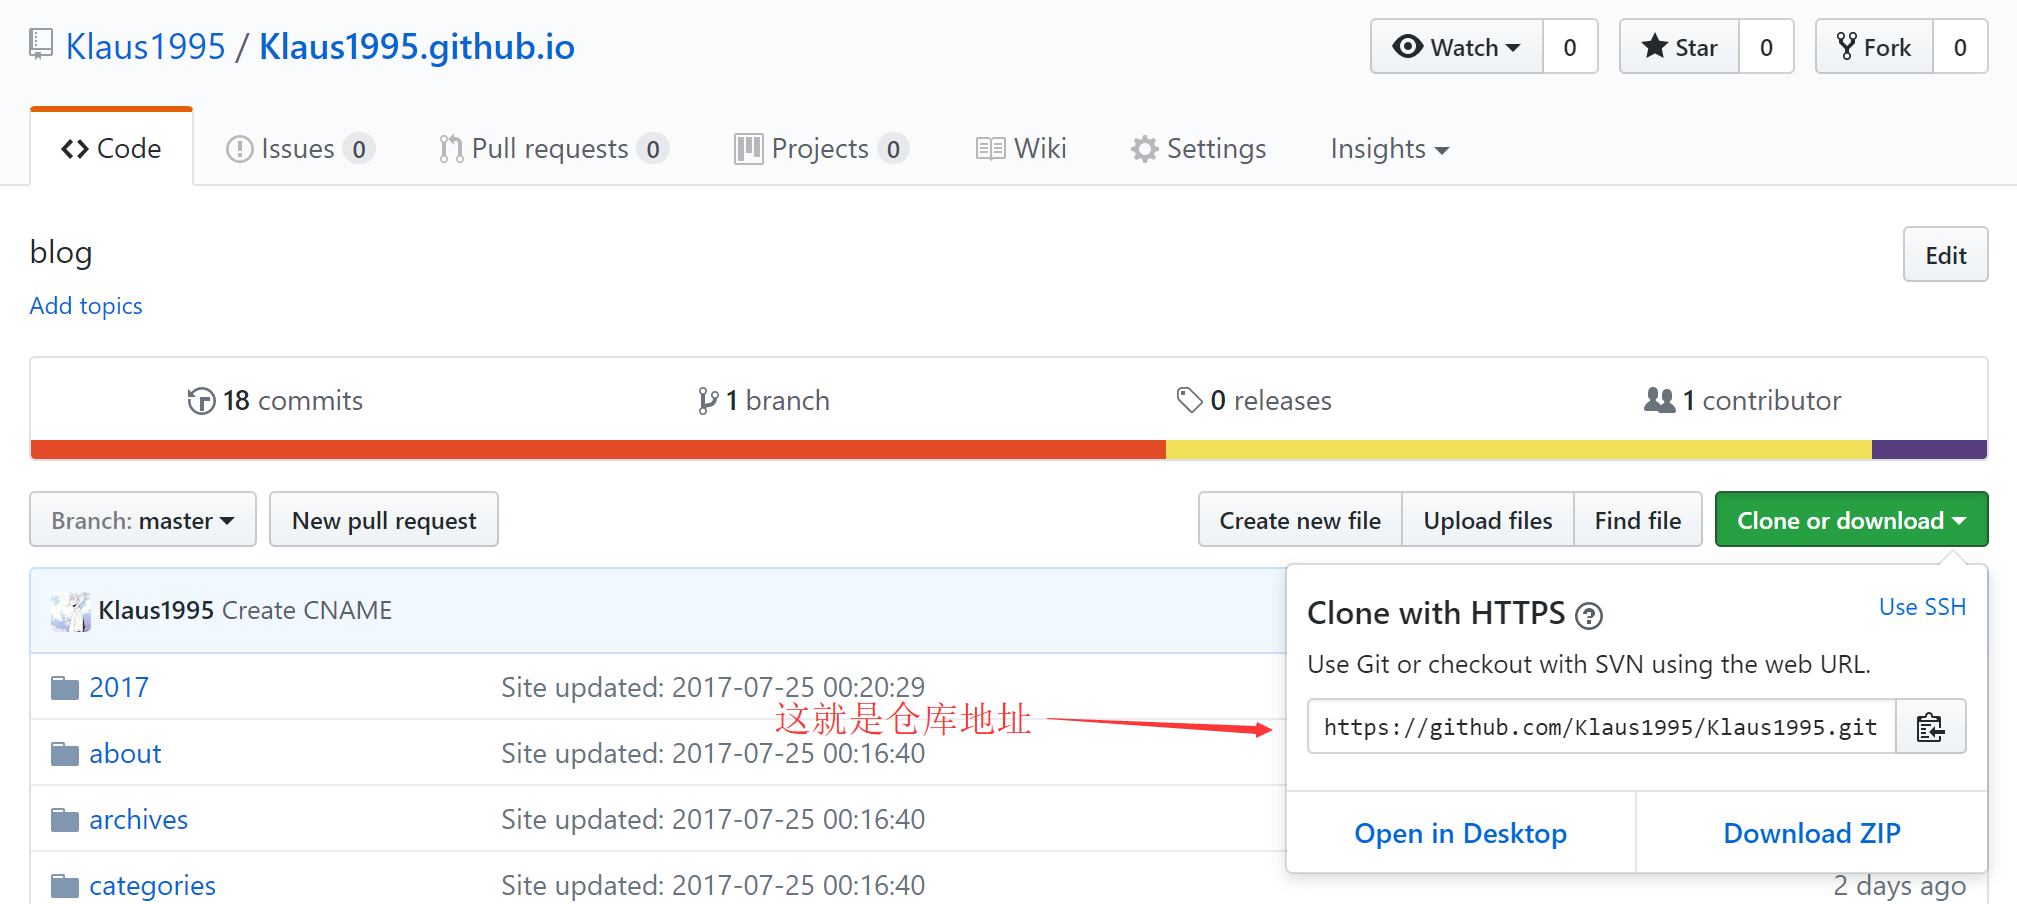 Klaus1995 / Klaus1995.github.io
Watch 0 Star 0 Fork 0
Code Issues 0 Pull requests 0 Projects 0 Wiki Settings Insights
blog
Edit
Add topics
18 commits 1 branch 0 releases 1 contributor
Branch: master New pull request Create new file Upload files Find file Clone or download
Klaus1995 Create CNAME
Clone with HTTPS ? Use SSH
Use Git or checkout with SVN using the web URL.
2017 Site updated: 2017-07-25 00:20:29
这就是仓库地址
https://github.com/Klaus1995/Klaus1995.git
about Site updated: 2017-07-25 00:16:40
archives Site updated: 2017-07-25 00:16:40
Open in Desktop Download ZIP
categories Site updated: 2017-07-25 00:16:40 2 days ago